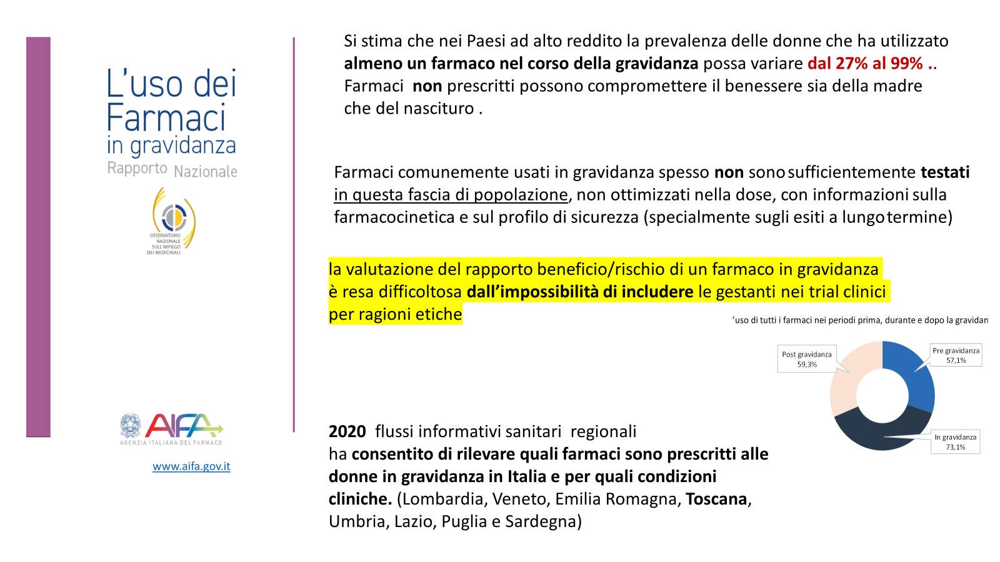 L'uso dei
Farmaci
in gravidanza
Rapporto Nazionale
OSSERVATORIO
NAZIONALE
SULL'IMPIEGO
DEI MEDICINALI
AIFA
AGENZIA ITALIANA DEL FARMACO
www.aifa.gov.it
Si stima che nei Paesi ad alto reddito la prevalenza delle donne che ha utilizzato
almeno un farmaco nel corso della gravidanza possa variare dal 27% al 99% ..
Farmaci non prescritti possono compromettere il benessere sia della madre
che del nascituro .
Farmaci comunemente usati in gravidanza spesso non sono sufficientemente testati
in questa fascia di popolazione, non ottimizzati nella dose, con informazioni sulla
farmacocinetica e sul profilo di sicurezza (specialmente sugli esiti a lungo termine)
la valutazione del rapporto beneficio/rischio di un farmaco in gravidanza
è resa difficoltosa dall’impossibilità di includere le gestanti nei trial clinici
per ragioni etiche
’uso di tutti i farmaci nei periodi prima, durante e dopo la gravidan
Post gravidanza
59,3%
Pre gravidanza
57,1%
In gravidanza
73,1%
2020 flussi informativi sanitari regionali
ha consentito di rilevare quali farmaci sono prescritti alle
donne in gravidanza in Italia e per quali condizioni
cliniche. (Lombardia, Veneto, Emilia Romagna, Toscana,
Umbria, Lazio, Puglia e Sardegna)